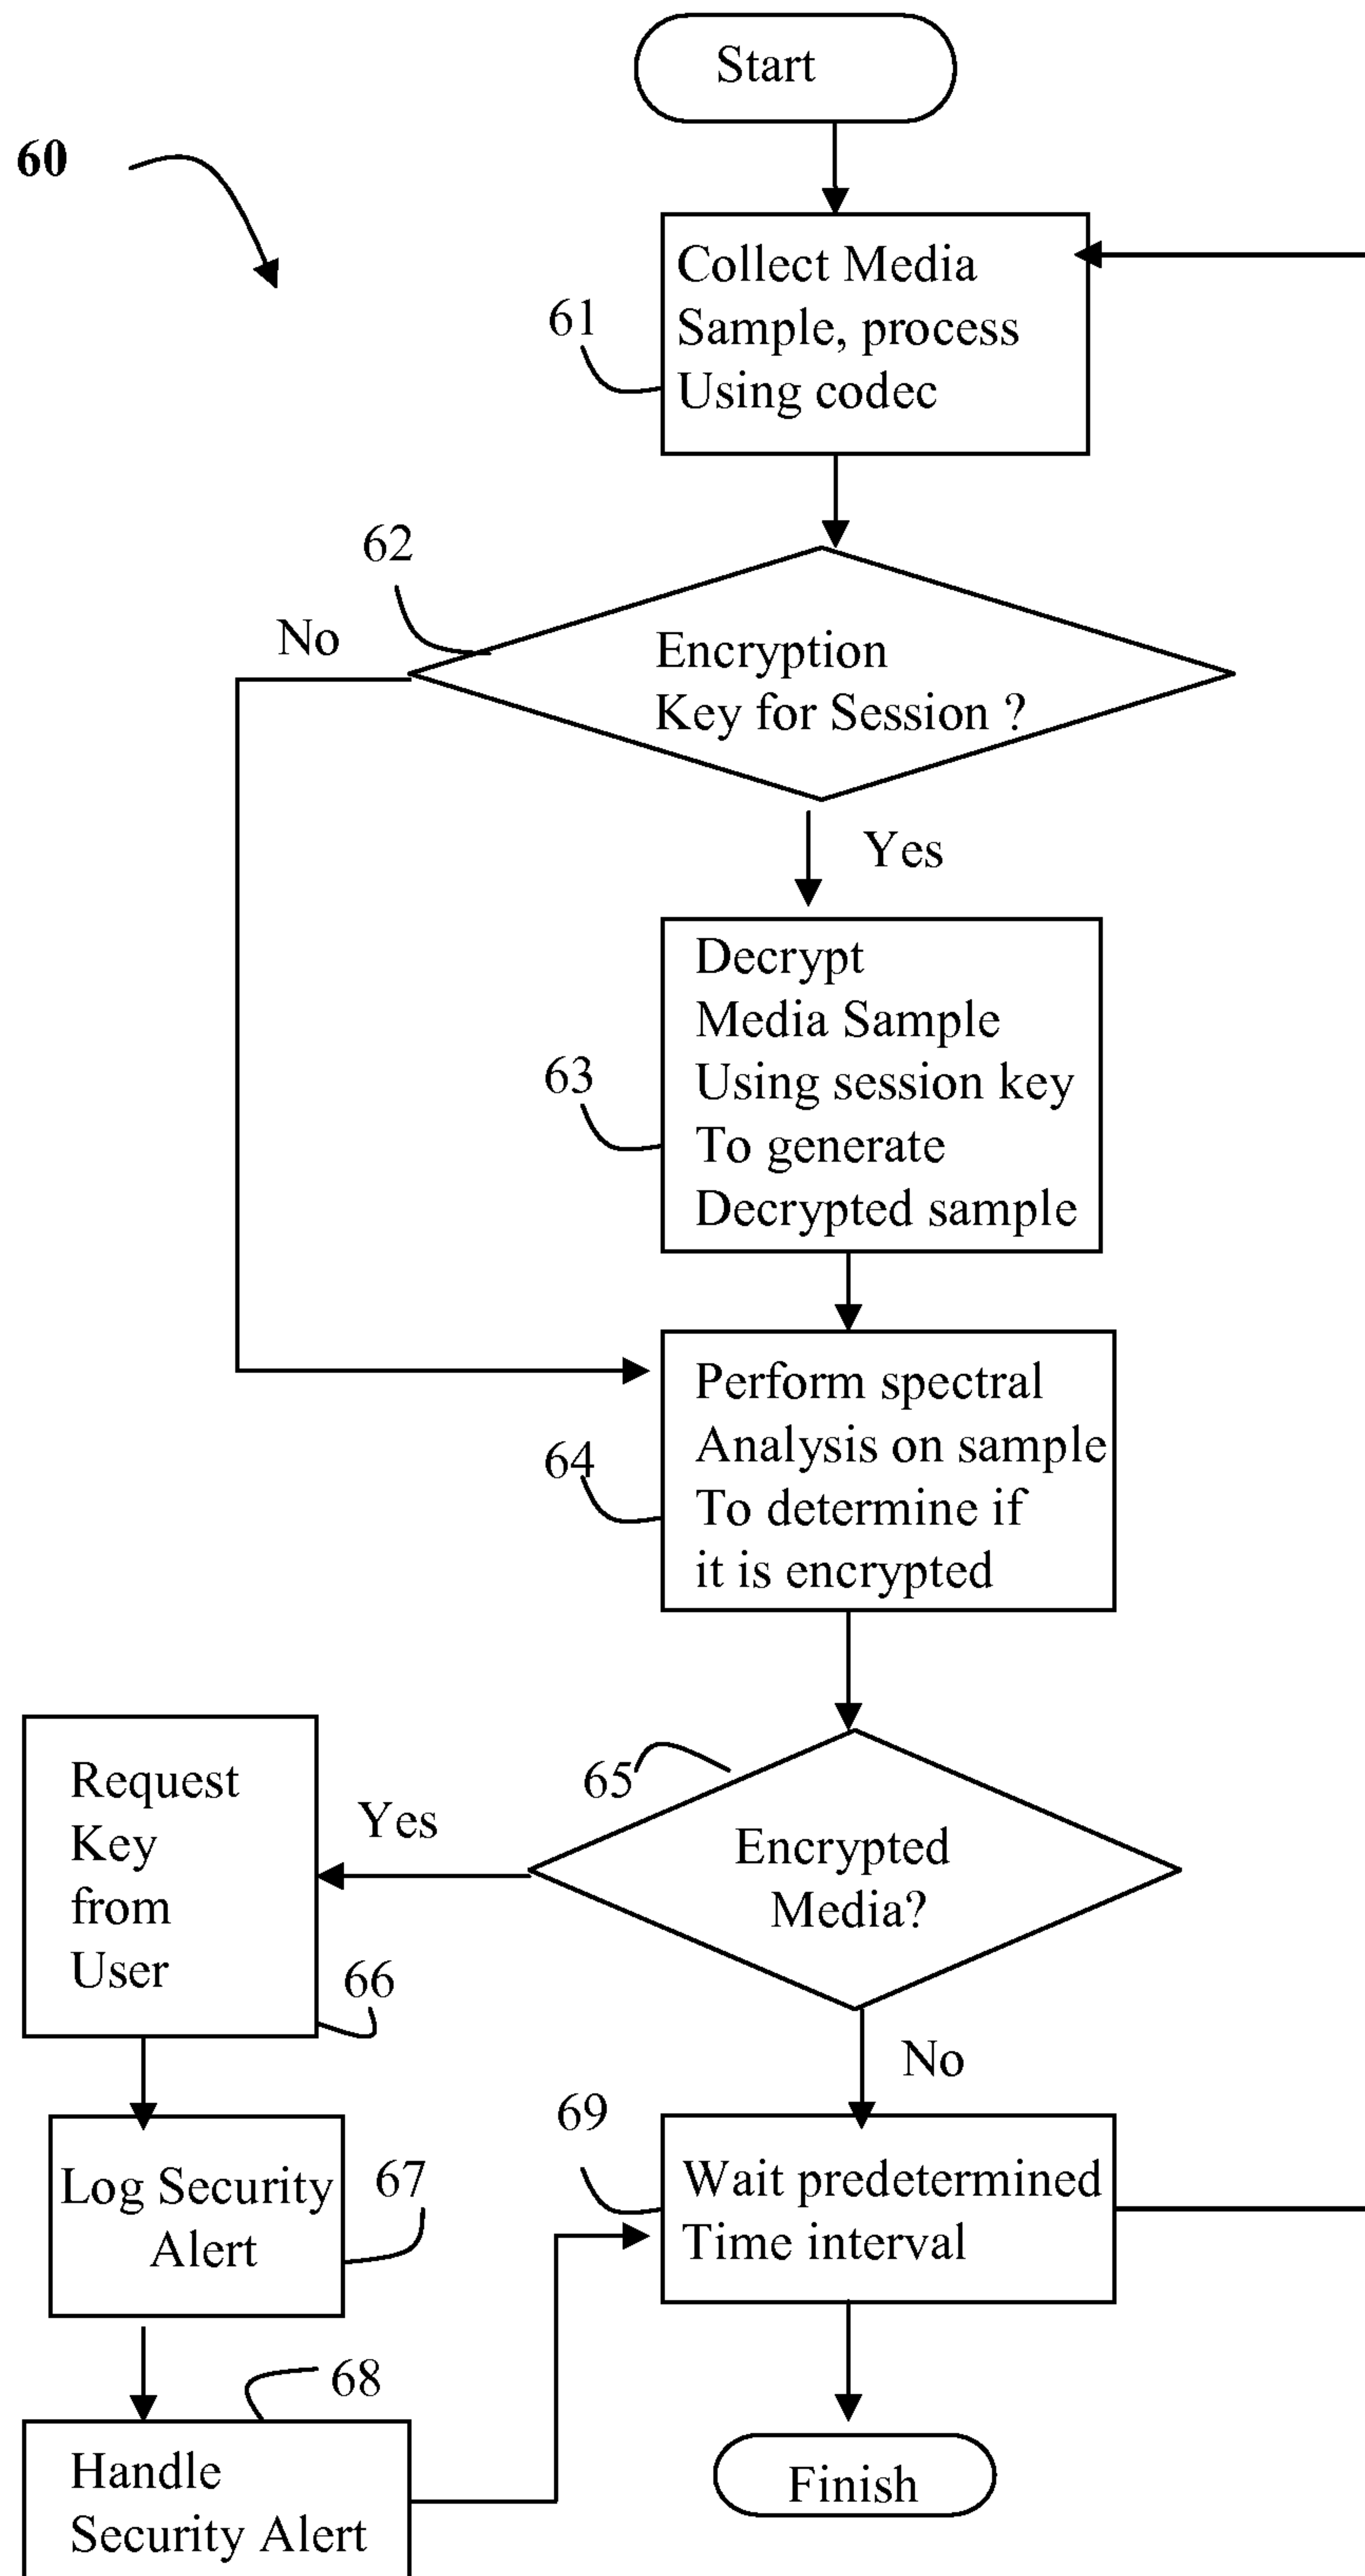 Start
60
Collect Media
Sample, process
Using codec
61
62
No
Encryption
Key for Session ?
Yes
Decrypt
Media Sample
Using session key
To generate
Decrypted sample
63
Perform spectral
Analysis on sample
To determine if
it is encrypted
64
65
Encrypted
Media?
Yes
Request
Key
from
User
66
No
Log Security
Alert
67
69
Wait predetermined
Time interval
68
Handle
Security Alert
Finish